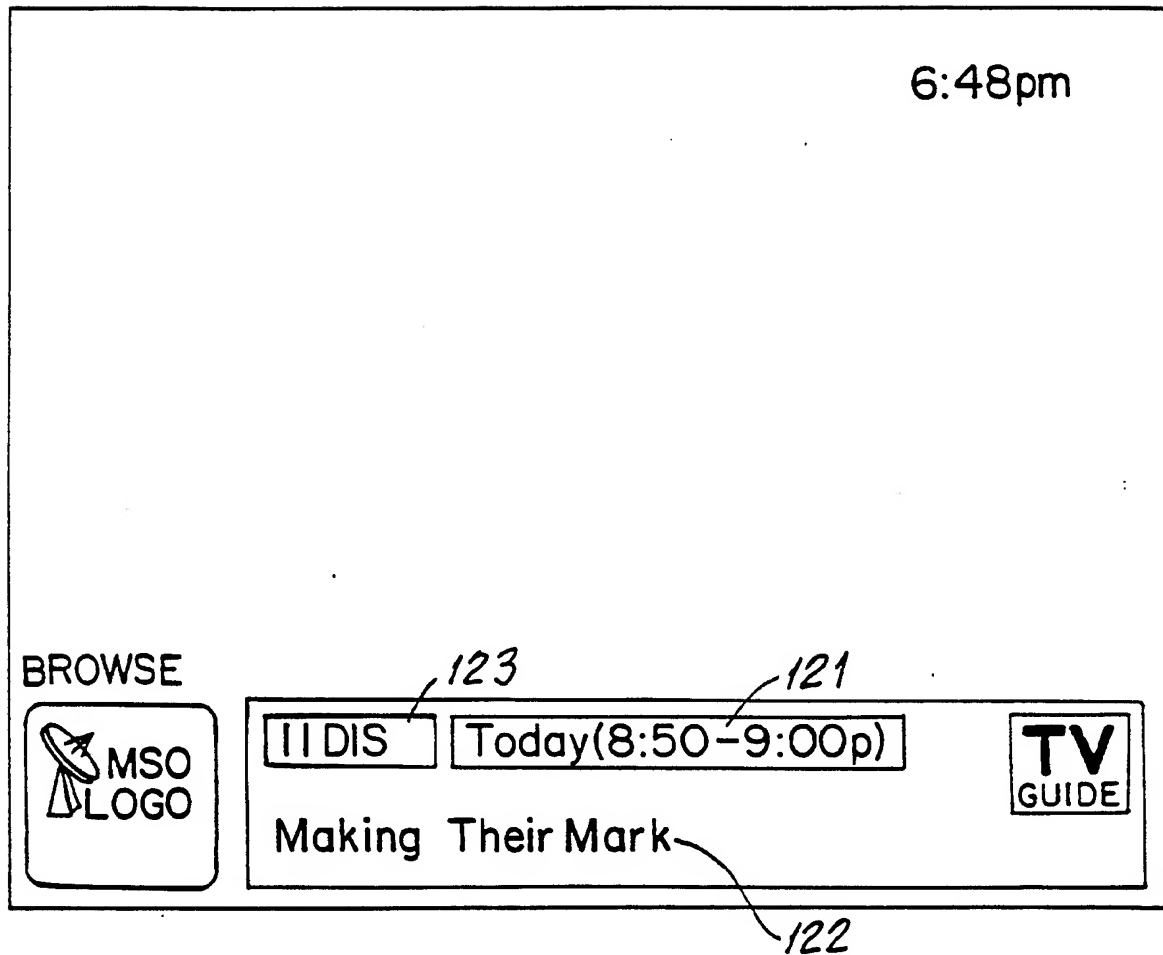 6:48pm
BROWSE
123
121
MSO
LOGO
11 DIS
Today(8:50-9:00p)
TV
GUIDE
Making Their Mark
122